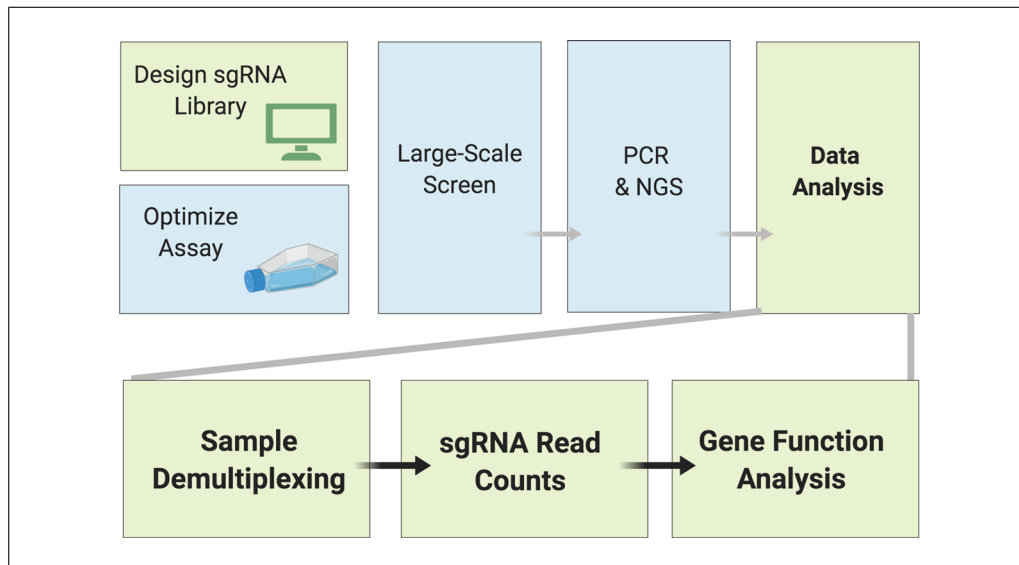 Design sgRNA
Library
Optimize
Assay
Large-Scale
Screen
PCR
& NGS
Data
Analysis
Sample
Demultiplexing
sgRNA Read
Counts
Gene Function
Analysis